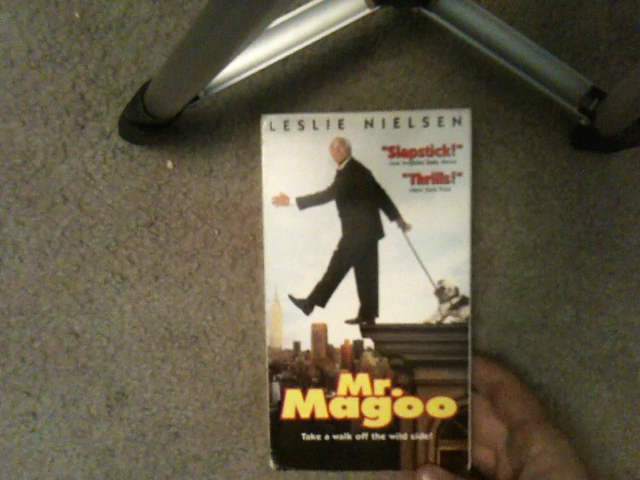 LESLIE NIELSEN
"Slapstick!"
"Thrills!"
Mr.
Magoo
Take a walk off the wild side!